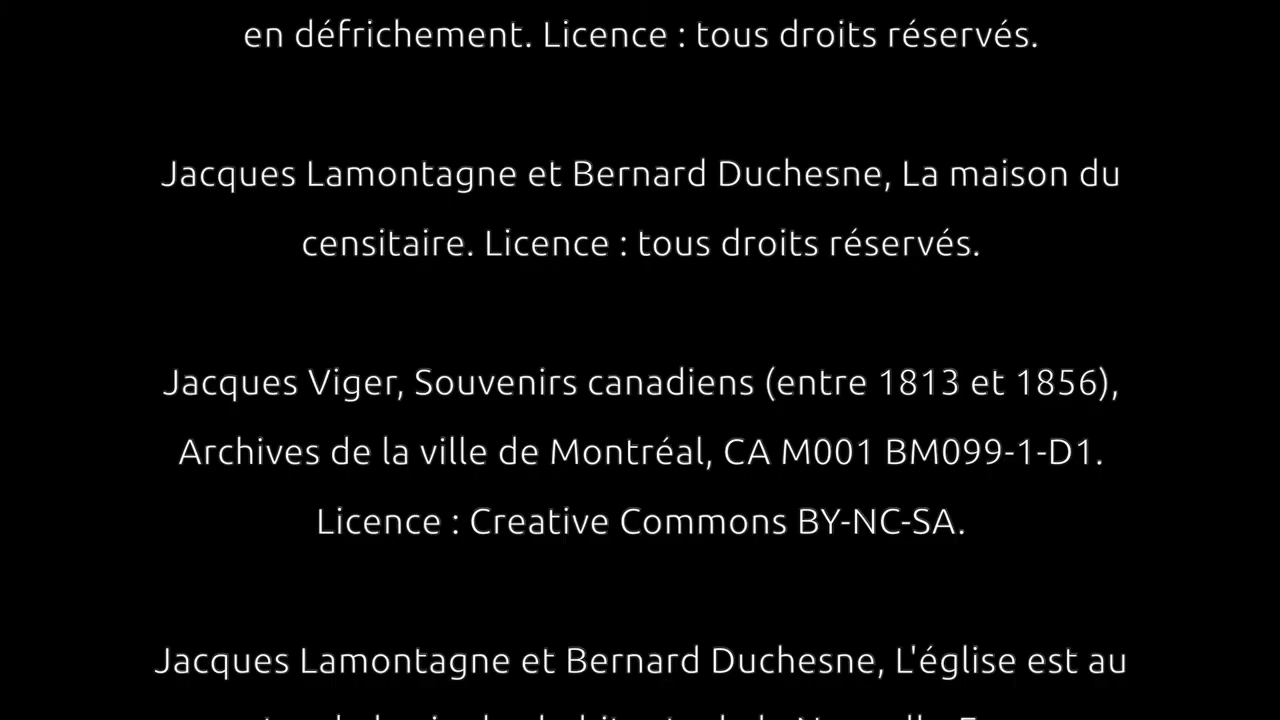 en défrichement. Licence : tous droits réservés.
Jacques Lamontagne et Bernard Duchesne, La maison du
censitaire. Licence : tous droits réservés.
Jacques Viger, Souvenirs canadiens (entre 1813 et 1856),
Archives de la ville de Montréal, CA M001 BM099-1-D1.
Licence : Creative Commons BY-NC-SA.
Jacques Lamontagne et Bernard Duchesne, L'église est au